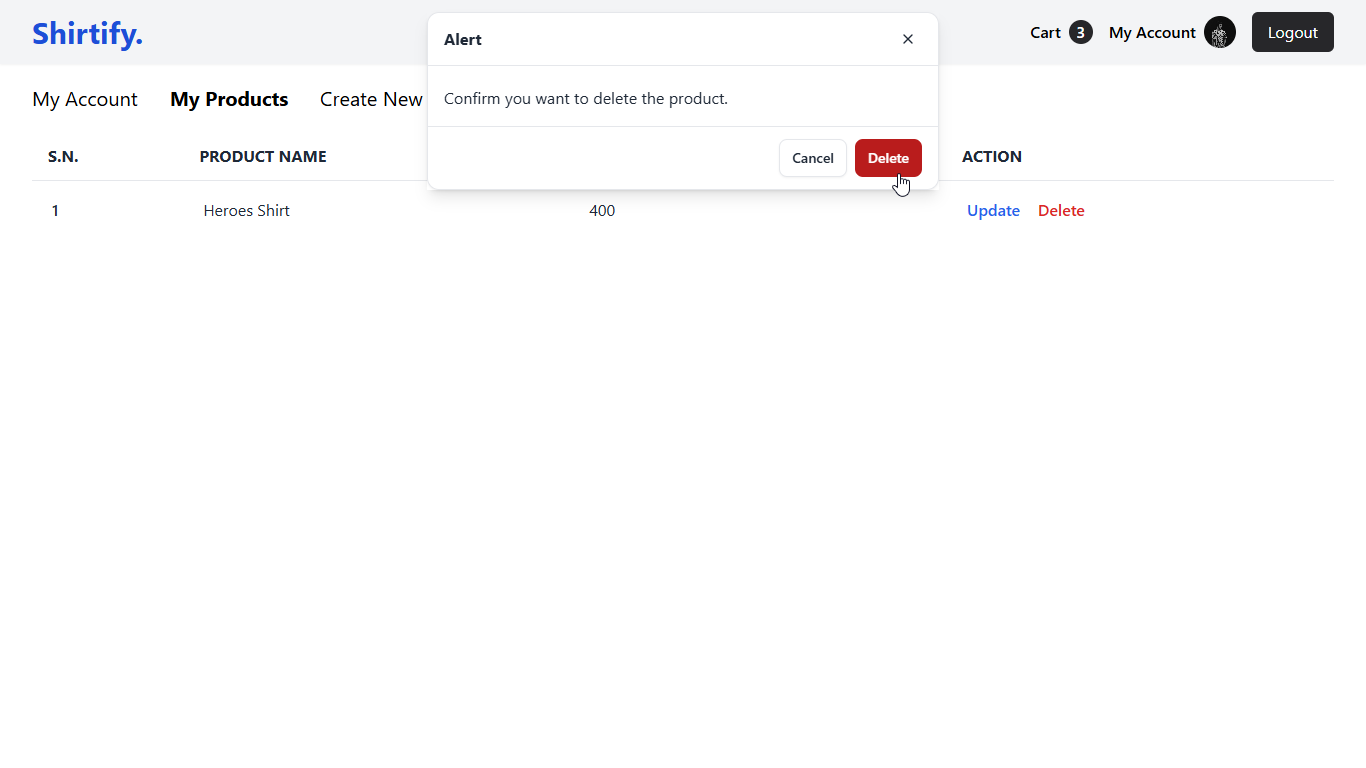 Shirtify.
Cart 3 My Account Logout
Alert
My Account My Products Create New
Confirm you want to delete the product.
Cancel Delete
S.N. PRODUCT NAME ACTION
1 Heroes Shirt 400 Update Delete